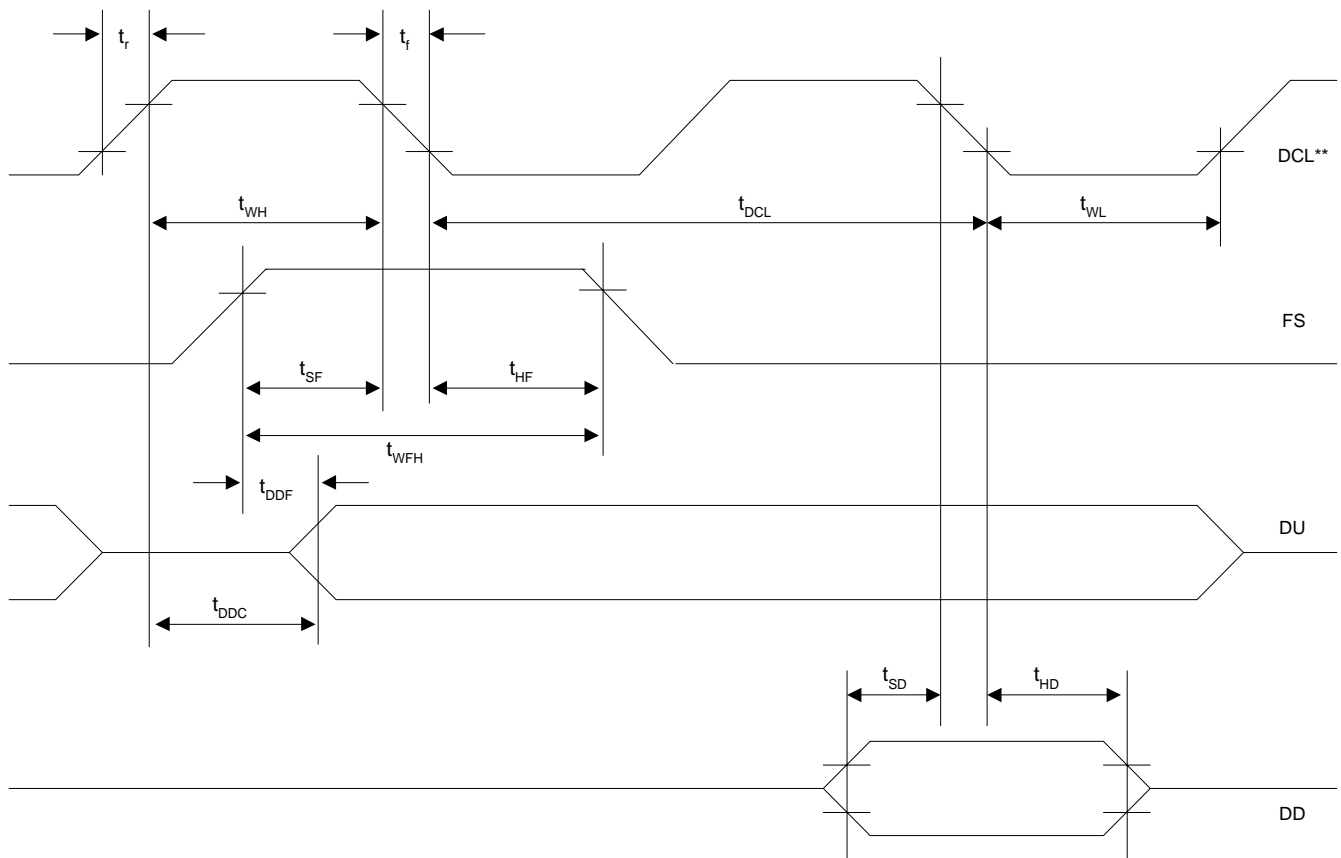 tr
tf
DCL**
tWH
tDCL
tWL
FS
tSF
tHF
tWFH
tDDF
DU
tDDC
tSD
tHD
DD